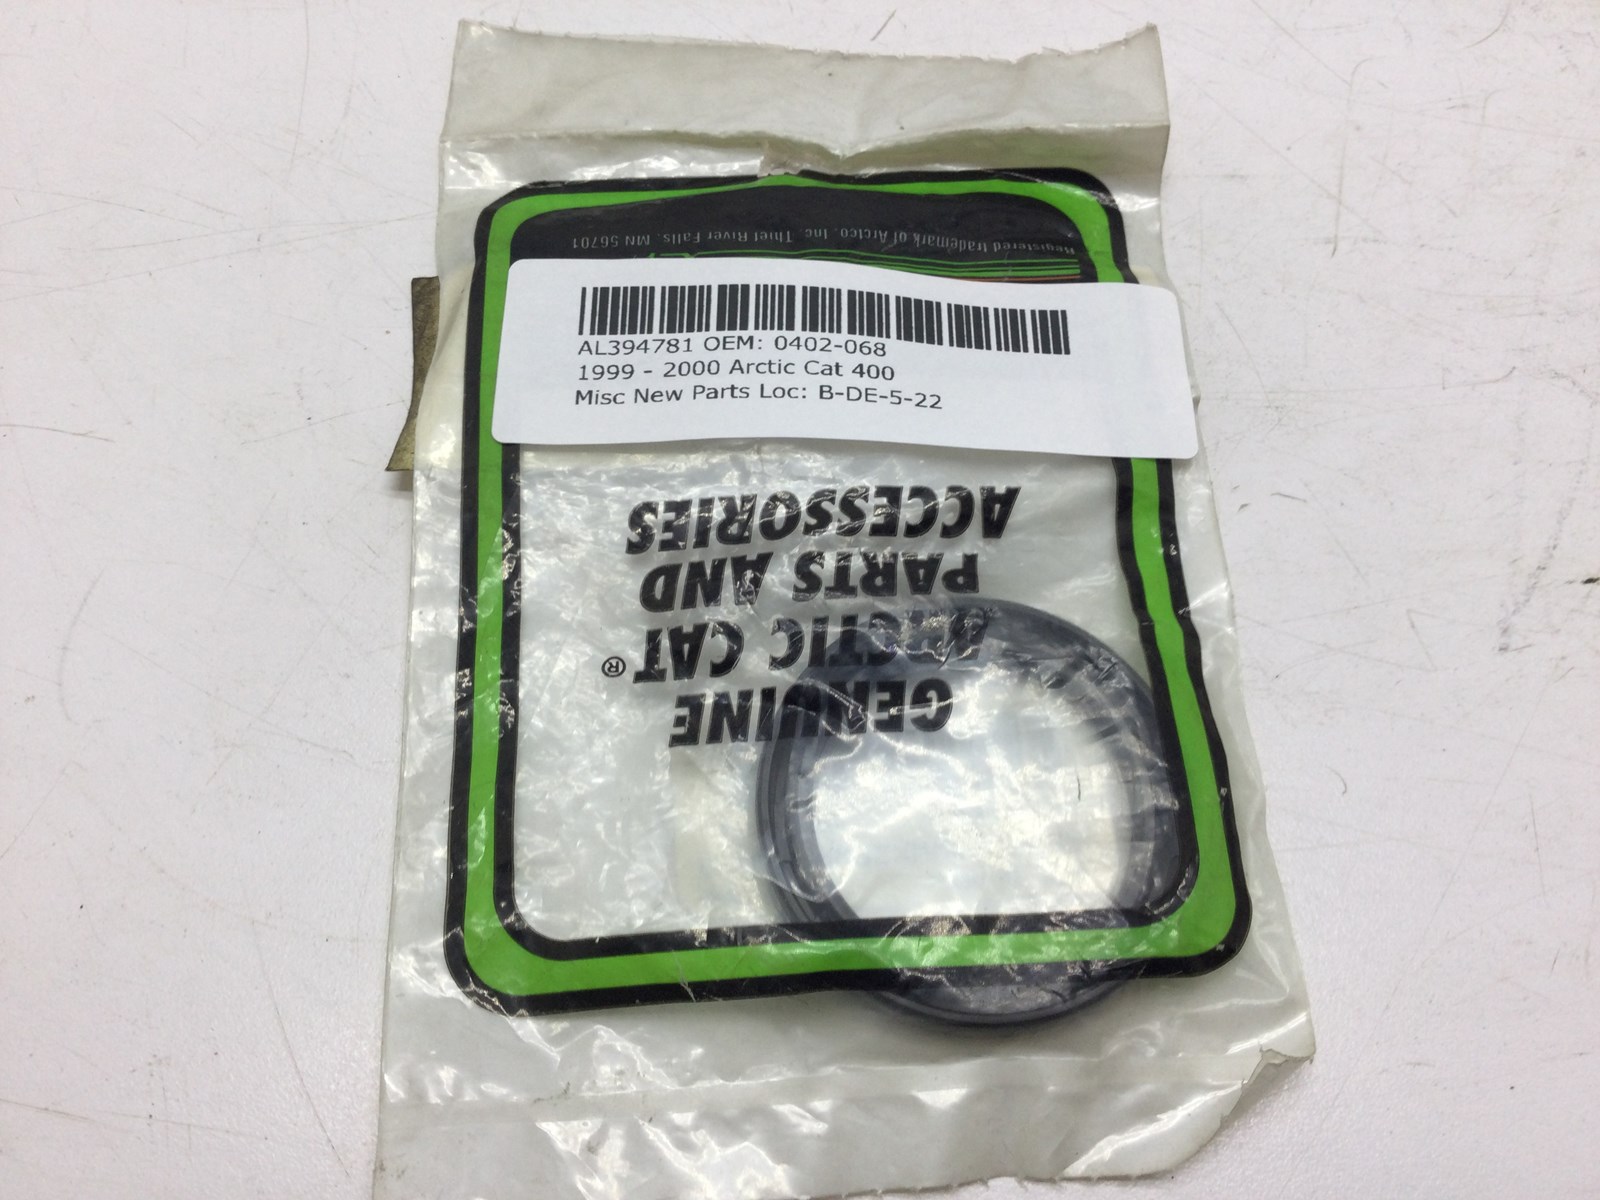 Registered trademark of Arctco, Inc. Thief River Falls, MN 56701
AL394781 OEM: 0402-068
1999 - 2000 Arctic Cat 400
Misc New Parts Loc: B-DE-5-22
GENUINE
ARCTIC CAT®
PARTS AND
ACCESSORIES